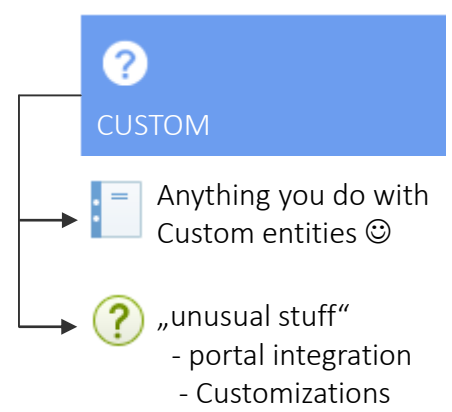 CUSTOM
Anything you do with
Custom entities ☺
„unusual stuff“
- portal integration
- Customizations